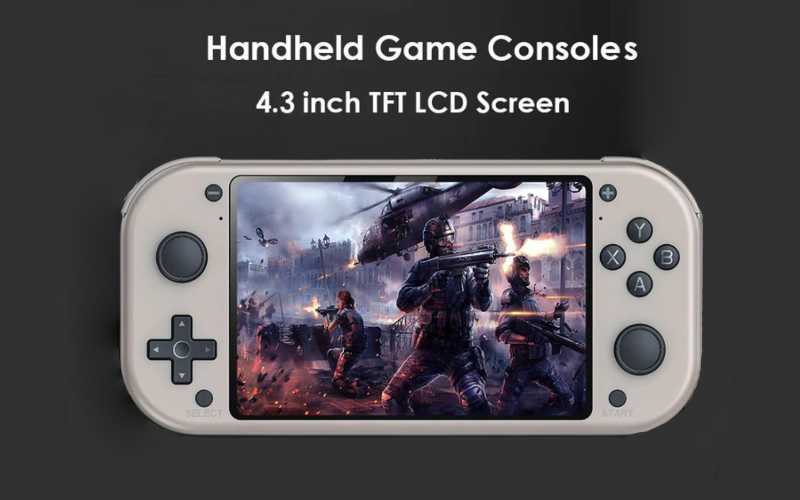 Handheld Game Consoles
4.3 inch TFT LCD Screen
Y
X B
A
SELECT
START